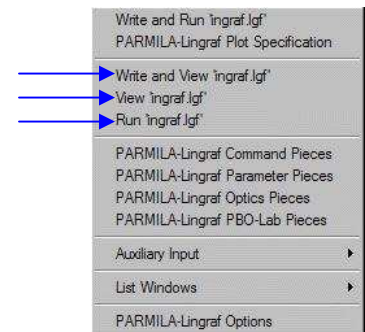 Write and Run 'ingraf.lgf'
PARMILA-Lingraf Plot Specification
Write and View 'ingraf.lgf'
View 'ingraf.lgf'
Run 'ingraf.lgf'
PARMILA-Lingraf Command Pieces
PARMILA-Lingraf Parameter Pieces
PARMILA-Lingraf Optics Pieces
PARMILA-Lingraf PBO-Lab Pieces
Auxiliary Input
List Windows
PARMILA-Lingraf Options